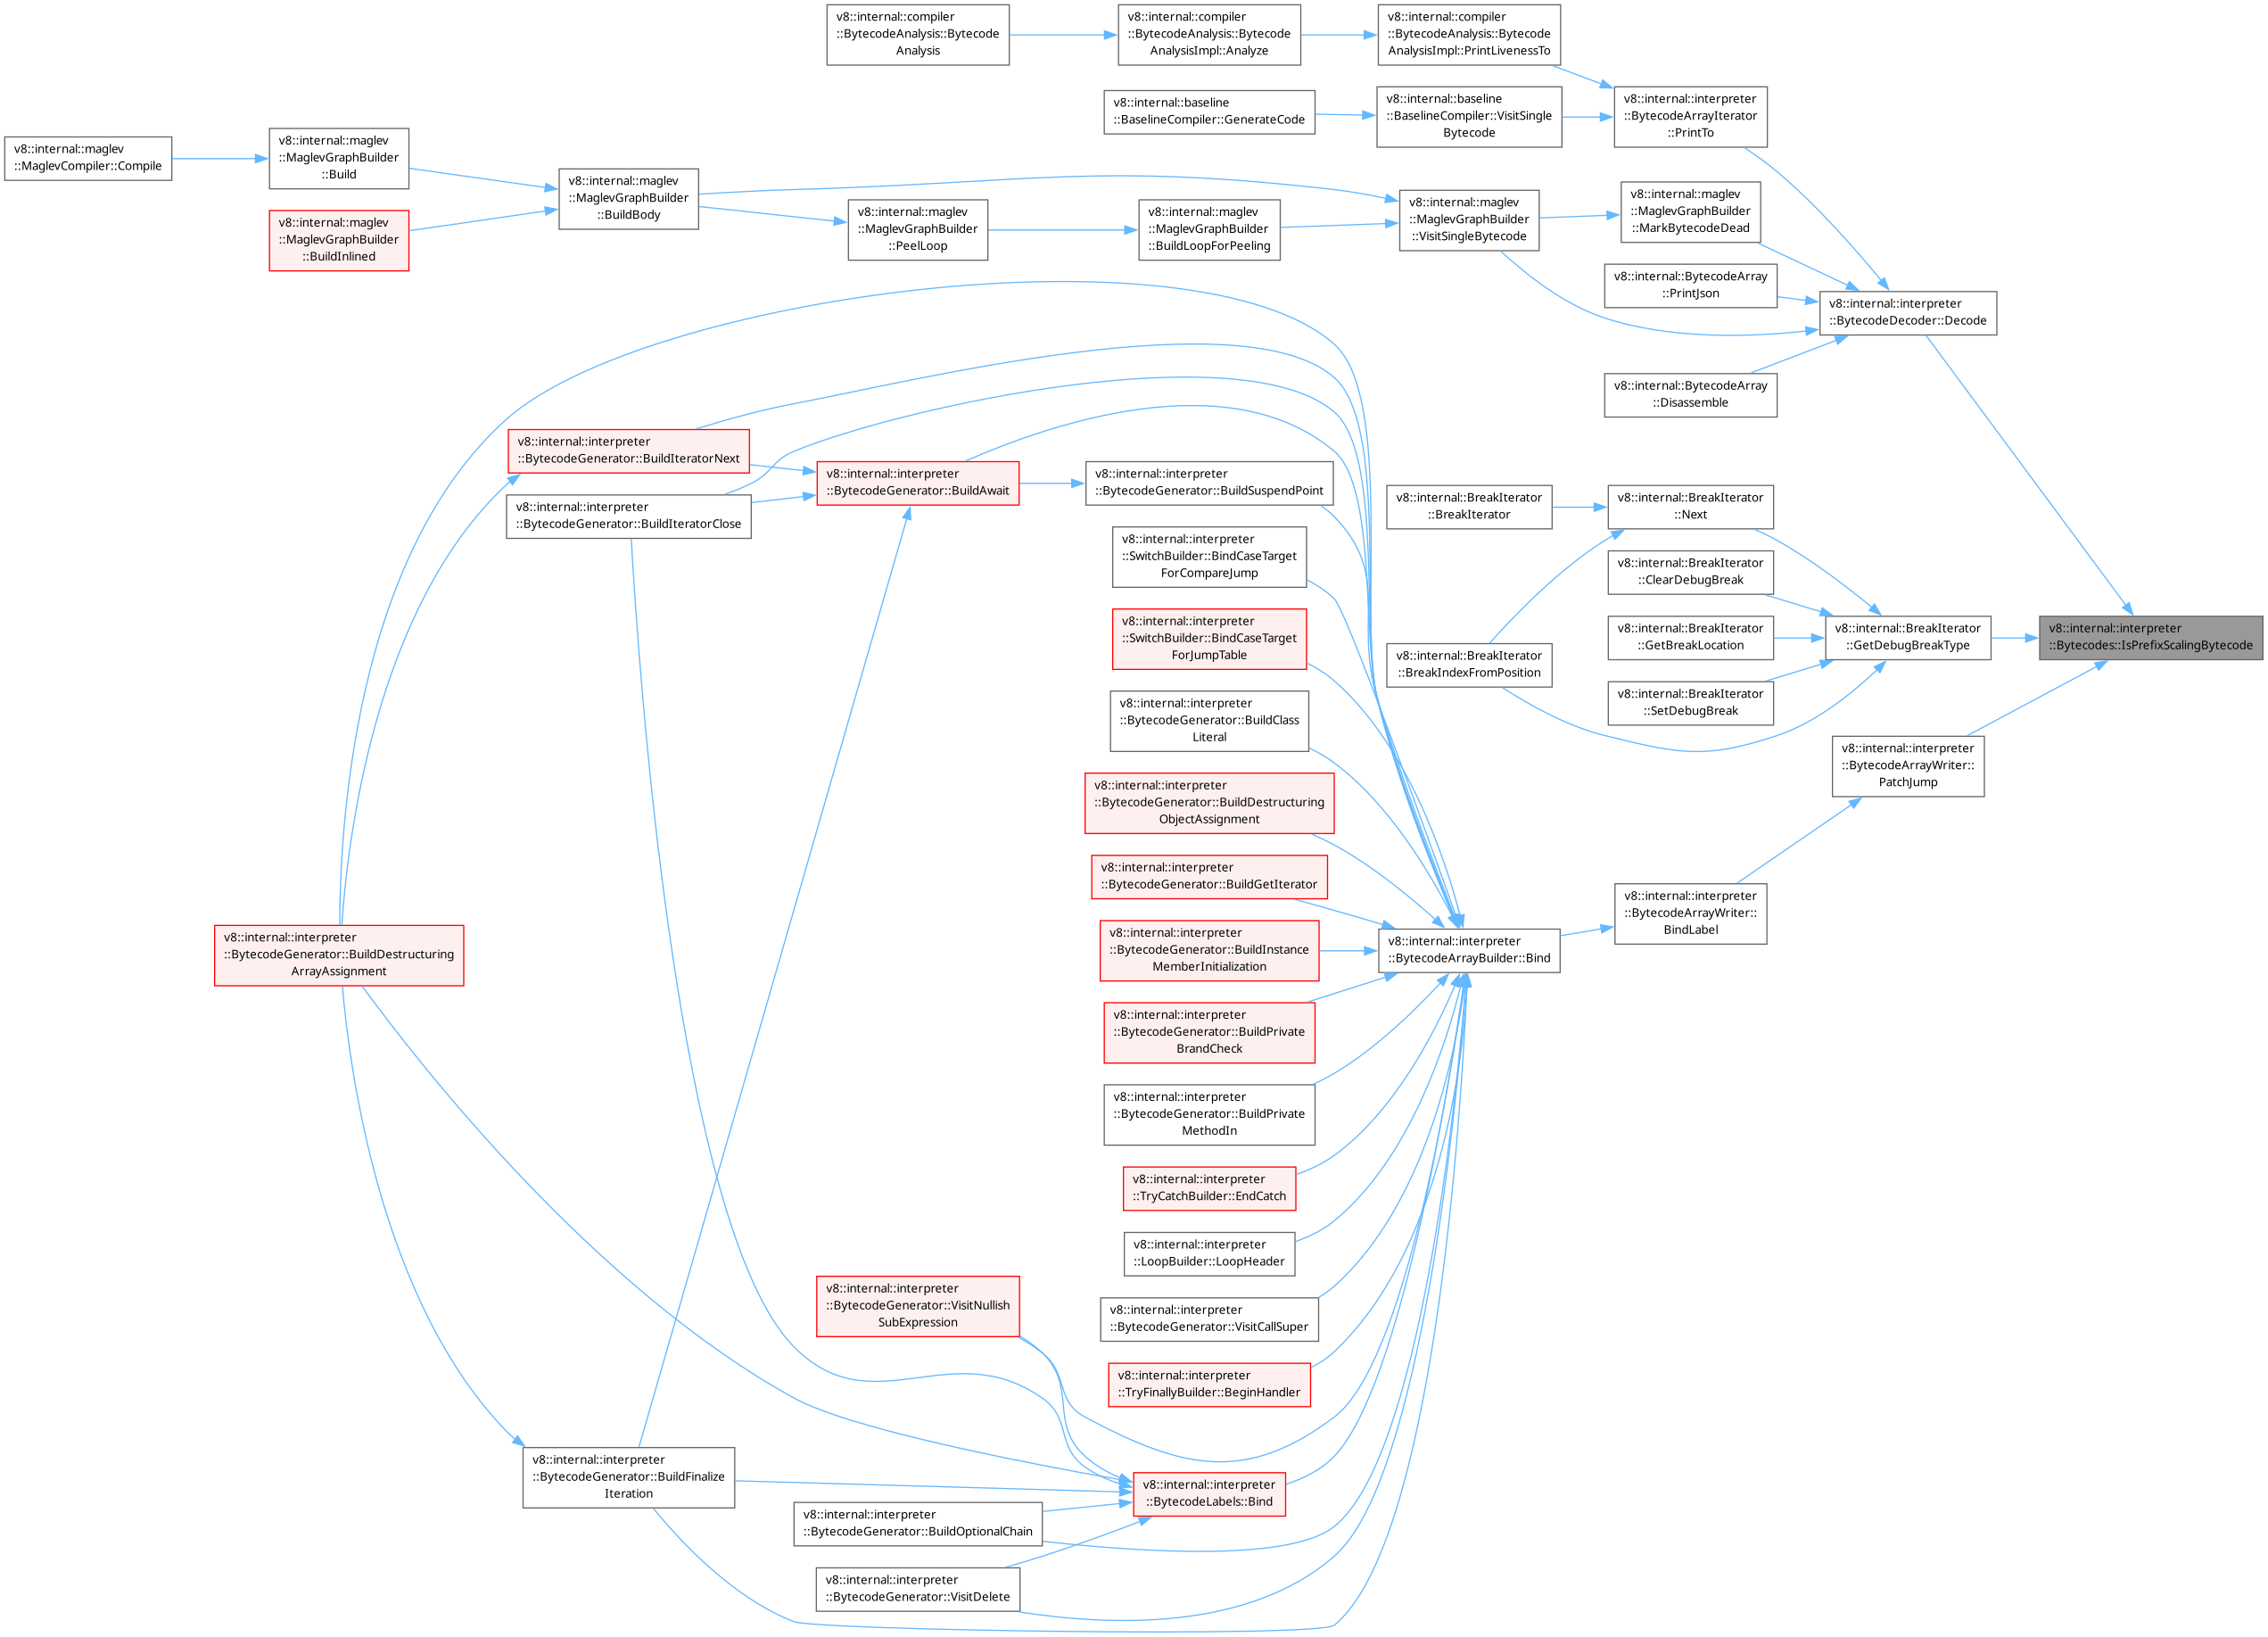 v8::internal::compiler
::BytecodeAnalysis::Bytecode
Analysis
v8::internal::compiler
::BytecodeAnalysis::Bytecode
AnalysisImpl::Analyze
v8::internal::compiler
::BytecodeAnalysis::Bytecode
AnalysisImpl::PrintLivenessTo
v8::internal::baseline
::BaselineCompiler::GenerateCode
v8::internal::baseline
::BaselineCompiler::VisitSingle
Bytecode
v8::internal::interpreter
::BytecodeArrayIterator
::PrintTo
v8::internal::maglev
::MaglevCompiler::Compile
v8::internal::maglev
::MaglevGraphBuilder
::Build
v8::internal::maglev
::MaglevGraphBuilder
::BuildInlined
v8::internal::maglev
::MaglevGraphBuilder
::BuildBody
v8::internal::maglev
::MaglevGraphBuilder
::PeelLoop
v8::internal::maglev
::MaglevGraphBuilder
::BuildLoopForPeeling
v8::internal::maglev
::MaglevGraphBuilder
::VisitSingleBytecode
v8::internal::maglev
::MaglevGraphBuilder
::MarkBytecodeDead
v8::internal::BytecodeArray
::PrintJson
v8::internal::interpreter
::BytecodeDecoder::Decode
v8::internal::BytecodeArray
::Disassemble
v8::internal::interpreter
::BytecodeGenerator::BuildIteratorNext
v8::internal::interpreter
::BytecodeGenerator::BuildIteratorClose
v8::internal::interpreter
::BytecodeGenerator::BuildAwait
v8::internal::interpreter
::BytecodeGenerator::BuildSuspendPoint
v8::internal::BreakIterator
::BreakIterator
v8::internal::BreakIterator
::Next
v8::internal::BreakIterator
::ClearDebugBreak
v8::internal::BreakIterator
::GetBreakLocation
v8::internal::BreakIterator
::SetDebugBreak
v8::internal::BreakIterator
::BreakIndexFromPosition
v8::internal::BreakIterator
::GetDebugBreakType
v8::internal::interpreter
::Bytecodes::IsPrefixScalingBytecode
v8::internal::interpreter
::BytecodeArrayWriter::
PatchJump
v8::internal::interpreter
::BytecodeArrayWriter::
BindLabel
v8::internal::interpreter
::BytecodeArrayBuilder::Bind
v8::internal::interpreter
::SwitchBuilder::BindCaseTarget
ForCompareJump
v8::internal::interpreter
::SwitchBuilder::BindCaseTarget
ForJumpTable
v8::internal::interpreter
::BytecodeGenerator::BuildClass
Literal
v8::internal::interpreter
::BytecodeGenerator::BuildDestructuring
ObjectAssignment
v8::internal::interpreter
::BytecodeGenerator::BuildGetIterator
v8::internal::interpreter
::BytecodeGenerator::BuildInstance
MemberInitialization
v8::internal::interpreter
::BytecodeGenerator::BuildPrivate
BrandCheck
v8::internal::interpreter
::BytecodeGenerator::BuildPrivate
MethodIn
v8::internal::interpreter
::TryCatchBuilder::EndCatch
v8::internal::interpreter
::LoopBuilder::LoopHeader
v8::internal::interpreter
::BytecodeGenerator::VisitCallSuper
v8::internal::interpreter
::TryFinallyBuilder::BeginHandler
v8::internal::interpreter
::BytecodeLabels::Bind
v8::internal::interpreter
::BytecodeGenerator::BuildDestructuring
ArrayAssignment
v8::internal::interpreter
::BytecodeGenerator::VisitNullish
SubExpression
v8::internal::interpreter
::BytecodeGenerator::BuildFinalize
Iteration
v8::internal::interpreter
::BytecodeGenerator::BuildOptionalChain
v8::internal::interpreter
::BytecodeGenerator::VisitDelete